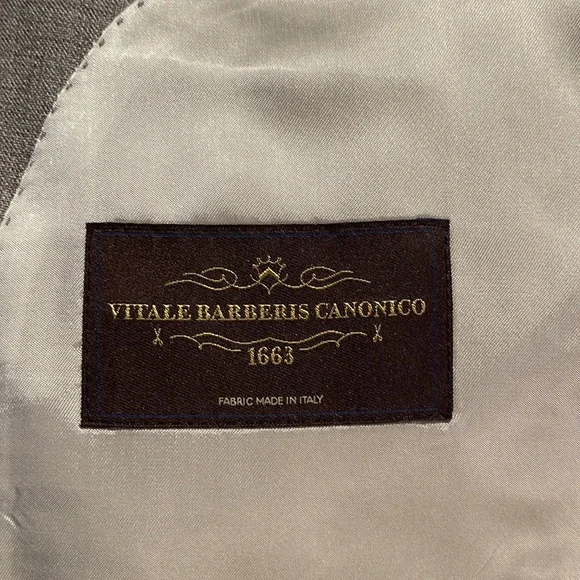 VITALE BARBERIS CANONICO
1663
FABRIC MADE IN ITALY